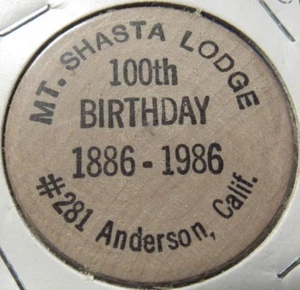 MT. SHASTA LODGE
100th
BIRTHDAY
1886 - 1986
#281 Anderson, Calif.